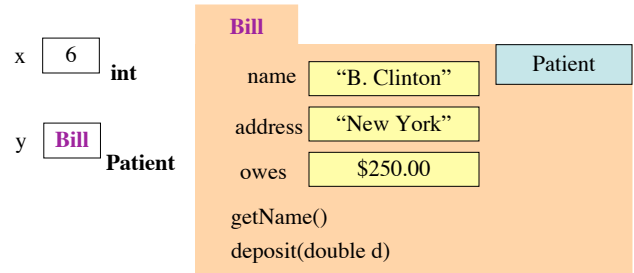 Bill
x 6 int
Patient
name "B. Clinton"
y Bill Patient
address "New York"
owes $250.00
getName()
deposit(double d)